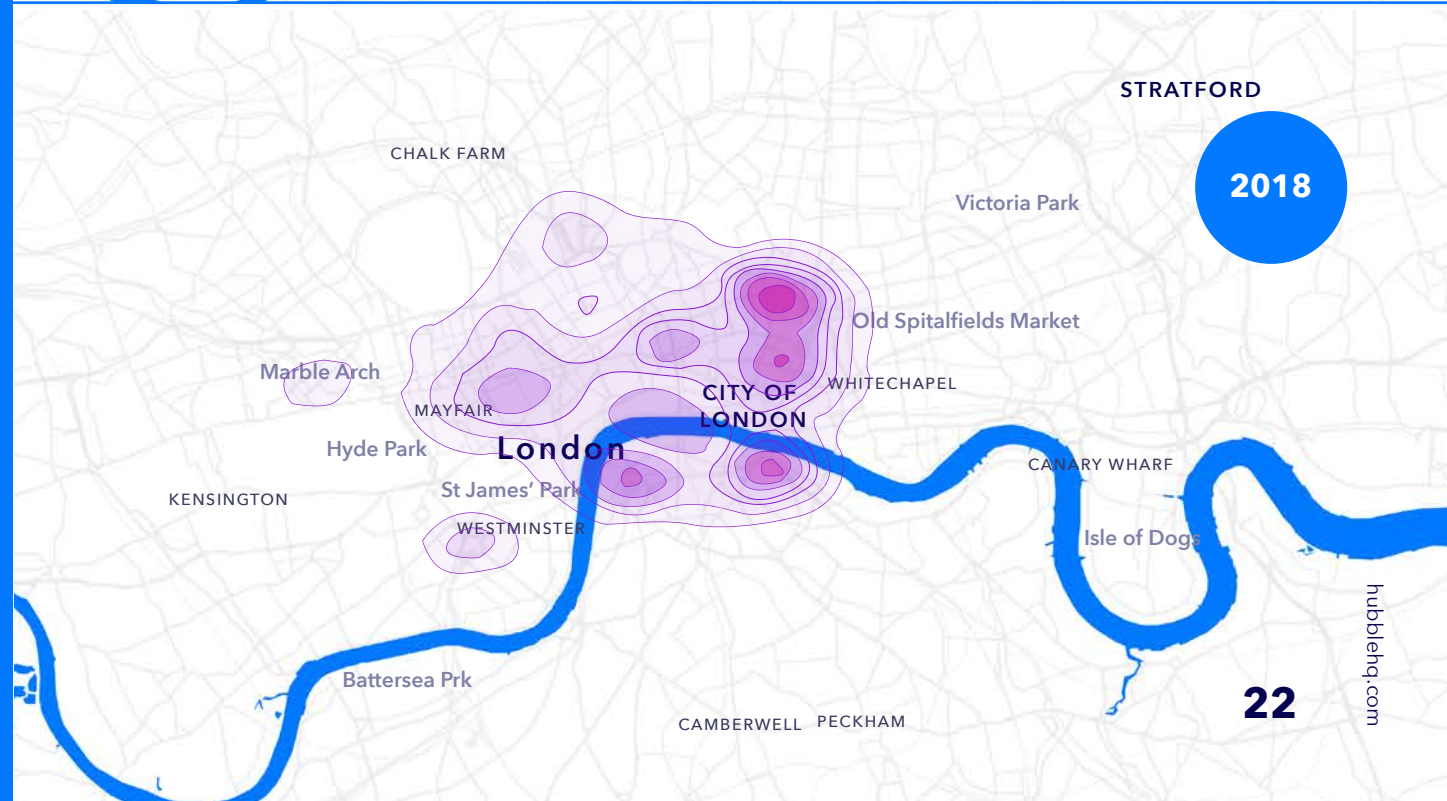 STRATFORD
CHALK FARM
2018
Victoria Park
Old Spitalfields Market
Marble Arch
WHITECHAPEL
CITY OF
LONDON
MAYFAIR
Hyde Park
London
CANARY WHARF
St James’ Park
KENSINGTON
WESTMINSTER
Isle of Dogs
hubblehq.com
Battersea Prk
22
CAMBERWELL
PECKHAM